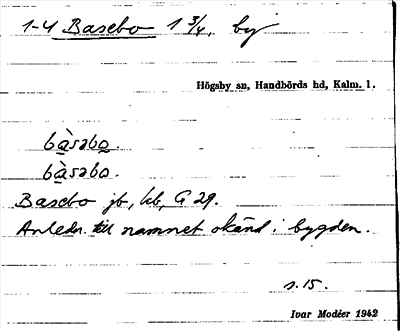 1-4 Basebo 1 3/4, by
Högsby sn, Handbörds hd, Kalm. l.
bàsəbo.
bàsəbo.
Basebo jb, kb, G 29.
Anledn. till namnet okänd i bygden.
s. 15.
Ivar Modéer 1942